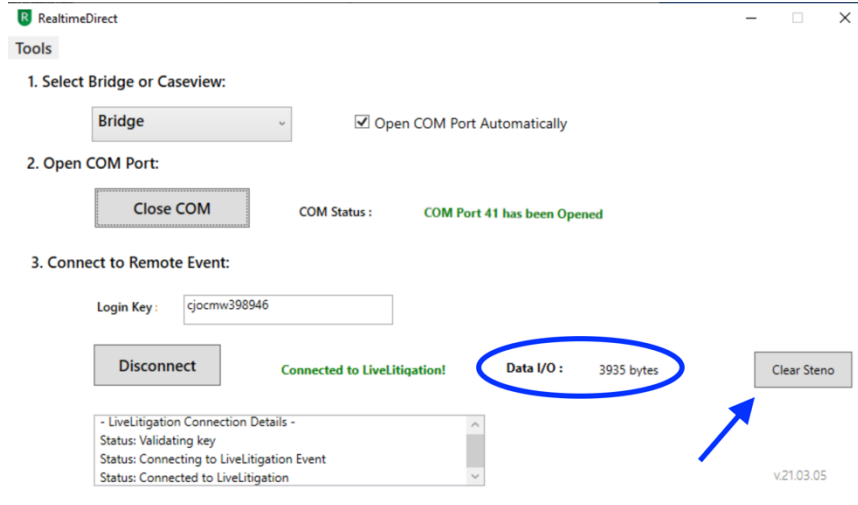 R RealtimeDirect
Tools
1. Select Bridge or Caseview:
Bridge
Open COM Port Automatically
2. Open COM Port:
Close COM
COM Status :
COM Port 41 has been Opened
3. Connect to Remote Event:
Login Key :
cjocmw398946
Disconnect
Connected to LiveLitigation!
Data I/O :
3935 bytes
Clear Steno
- LiveLitigation Connection Details -
Status: Validating key
Status: Connecting to LiveLitigation Event
Status: Connected to LiveLitigation
v.21.03.05